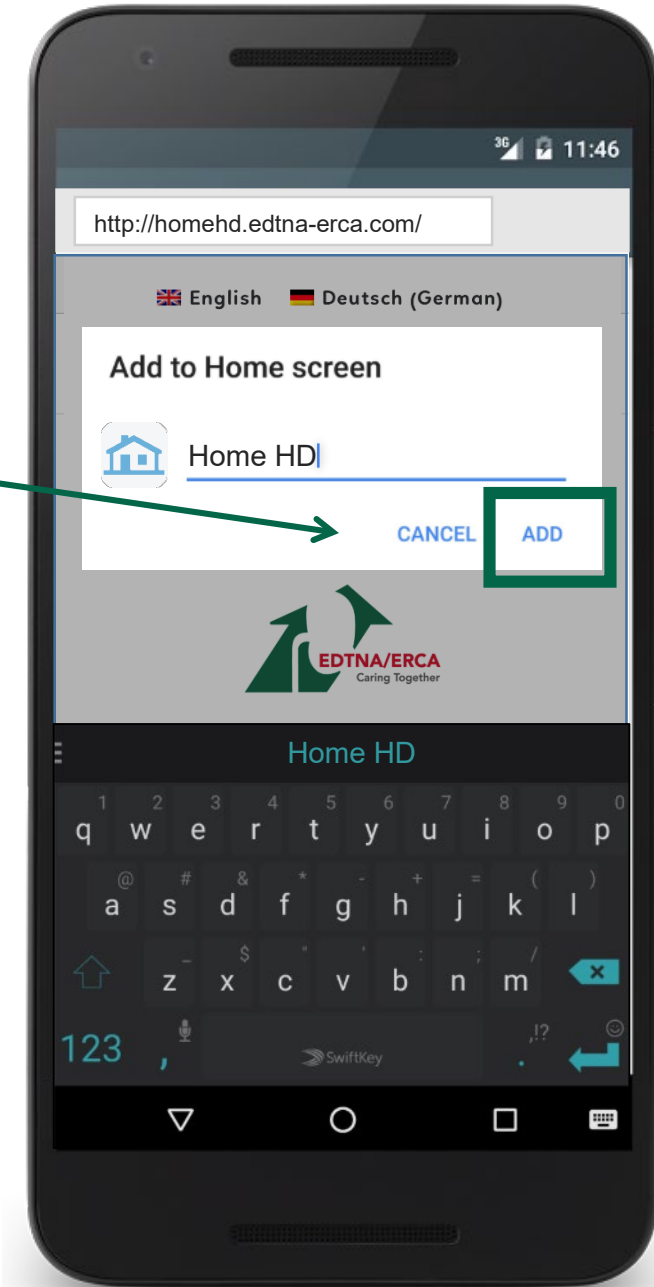 3G 11:46
http://homehd.edtna-erca.com/
English Deutsch (German)
Add to Home screen
Home HD
CANCEL ADD
EDTNA/ERCA
Caring Together
Home HD
1 2 3 4 5 6 7 8 9 0
q w e r t y u i o p
@ # & * - + = ( )
a s d f g h j k l
_ $ " ' : ; /
z x c v b n m
123 , SwiftKey . ,!?